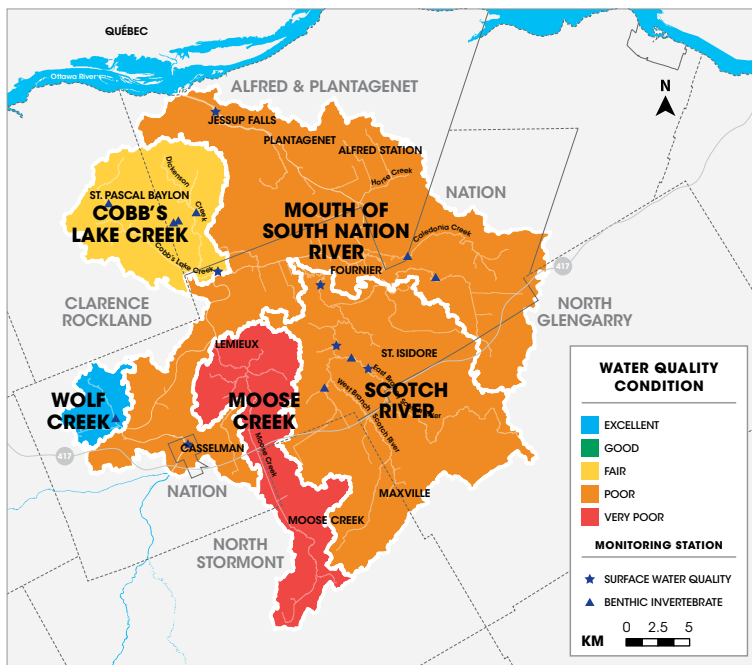 QUÉBEC
Ottawa River
ALFRED & PLANTAGENET
N
JESSUP FALLS
PLANTAGENET
ALFRED STATION
Dickenson
Creek
Horse Creek
NATION
ST. PASCAL BAYLON
COBB'S
LAKE CREEK
MOUTH OF
SOUTH NATION
RIVER
Caledonia Creek
Cobb's Lake Creek
FOURNIER
417
CLARENCE
ROCKLAND
NORTH
GLENGARRY
LEMIEUX
ST. ISIDORE
East Branch
WOLF
CREEK
MOOSE
CREEK
SCOTCH
RIVER
West Branch
Scotch River
Moose Creek
417
CASSELMAN
NATION
MAXVILLE
MOOSE CREEK
NORTH
STORMONT
WATER QUALITY
CONDITION
EXCELLENT
GOOD
FAIR
POOR
VERY POOR
MONITORING STATION
SURFACE WATER QUALITY
BENTHIC INVERTEBRATE
KM 0 2.5 5